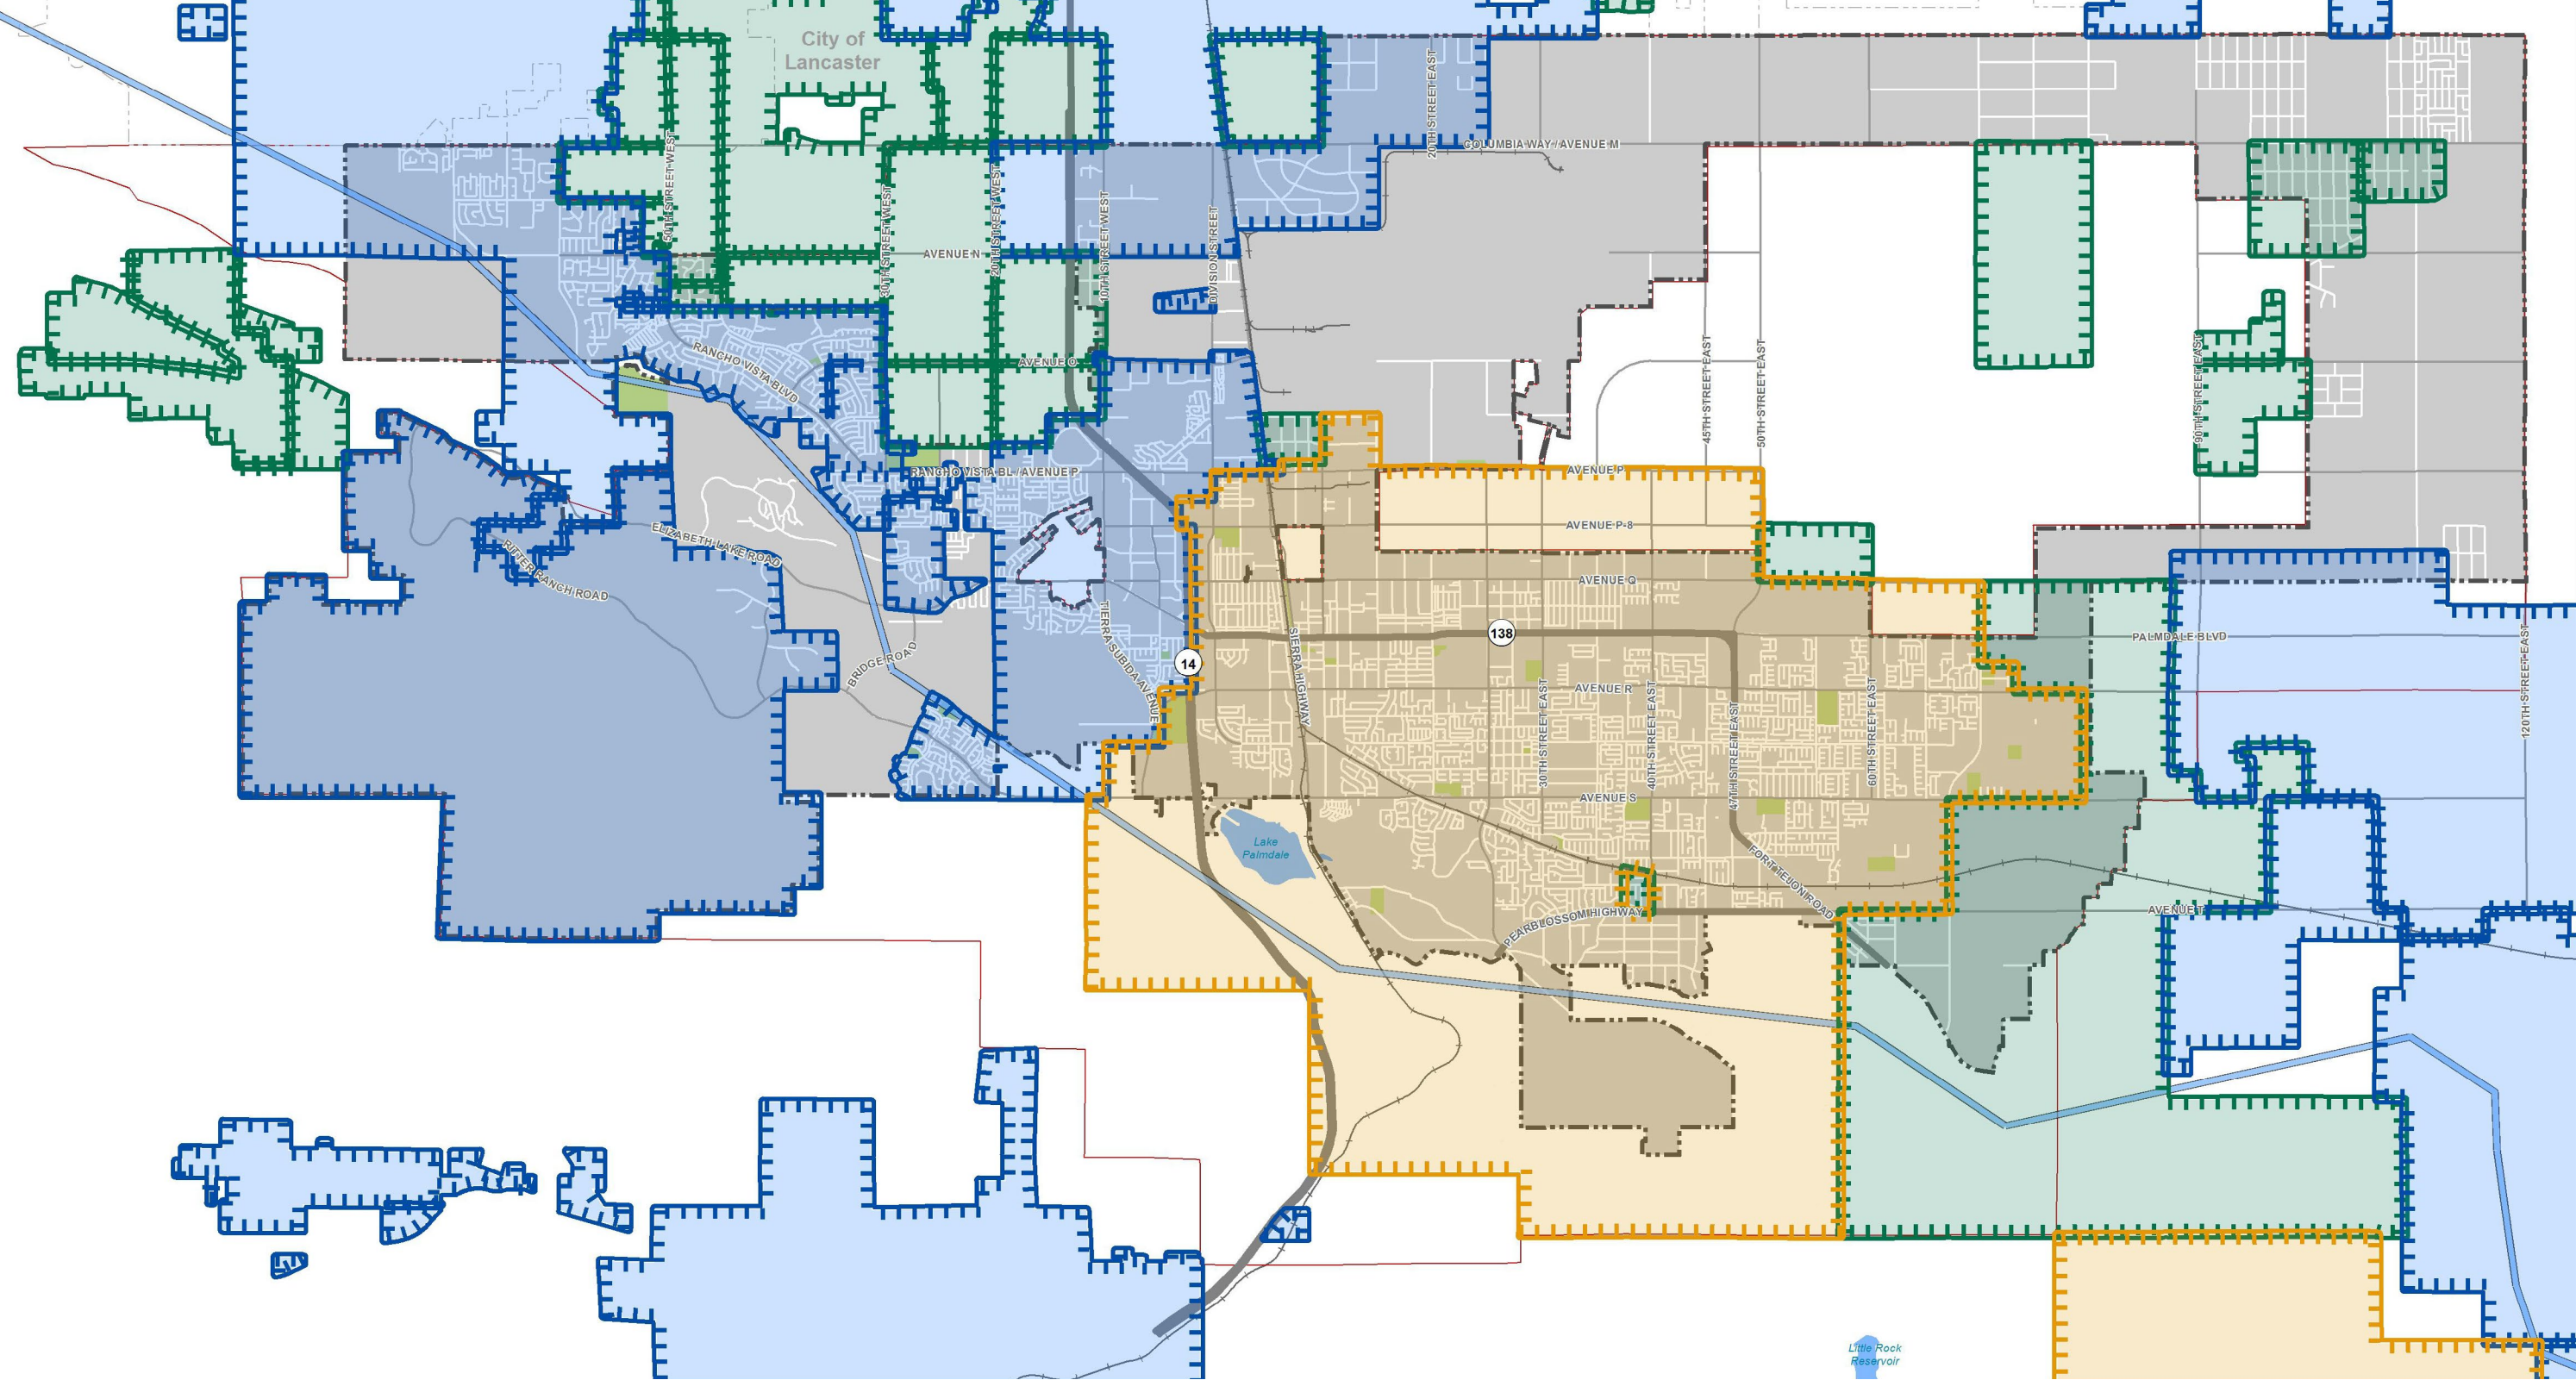 City of
Lancaster
20TH STREET EAST
COLUMBIA WAY / AVENUE M
50TH STREET WEST
30TH STREET WEST
20TH STREET WEST
10TH STREET WEST
DIVISION STREET
AVENUE N
RANCHO VISTA BLVD
AVENUE O
45TH STREET EAST
50TH STREET EAST
90TH STREET EAST
RANCHO VISTA BL / AVENUE P
AVENUE P
AVENUE P-8
ELIZABETH LAKE ROAD
RITTER RANCH ROAD
AVENUE Q
138
PALMDALE BLVD
TIERRA SUBIDA AVENUE
SIERRA HIGHWAY
14
BRIDGE ROAD
AVENUE R
30TH STREET EAST
40TH STREET EAST
47TH STREET EAST
60TH STREET EAST
120TH STREET EAST
AVENUE S
Lake
Palmdale
FORT TEJON ROAD
PEARBLOSSOM HIGHWAY
AVENUE T
Little Rock
Reservoir